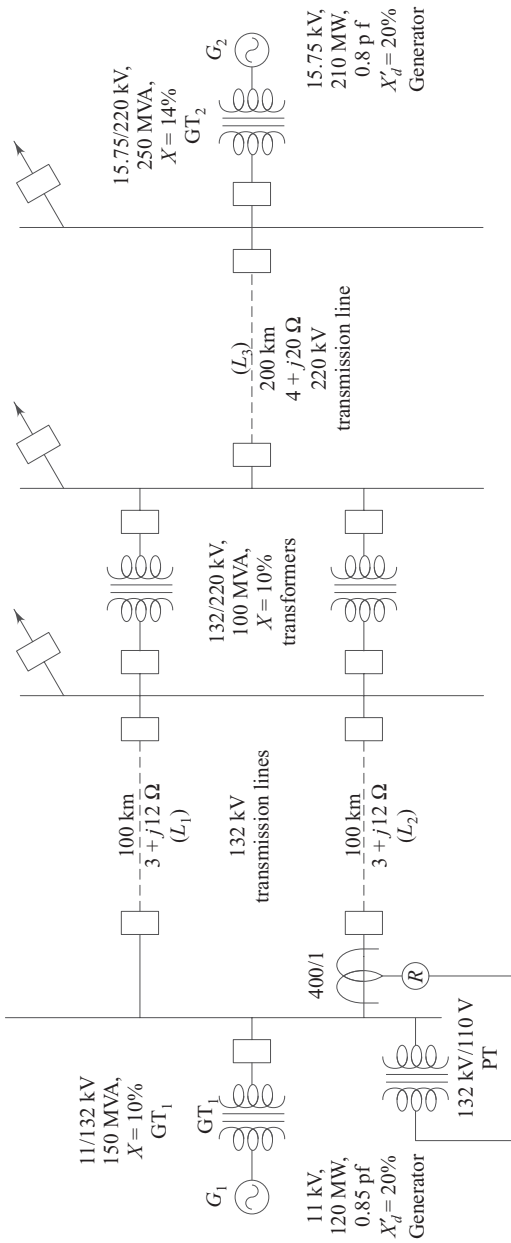 11/132 kV
150 MVA,
X = 10%
GT1
G1
GT1
11 kV,
120 MW,
0.85 pf
X′d = 20%
Generator
132 kV/110 V
PT
400/1
R
100 km
3 + j12 Ω
(L1)
132 kV
transmission lines
100 km
3 + j12 Ω
(L2)
132/220 kV,
100 MVA,
X = 10%
transformers
(L3)
200 km
4 + j20 Ω
220 kV
transmission line
15.75/220 kV,
250 MVA,
X = 14%
GT2
G2
15.75 kV,
210 MW,
0.8 p f
X′d = 20%
Generator